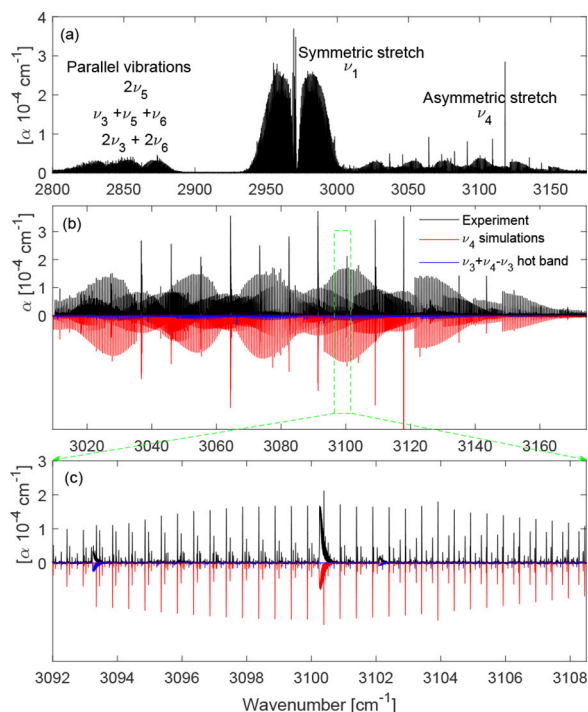 (a)
Parallel vibrations
2ν5
ν3 + ν5 + ν6
2ν3 + 2ν6
Symmetric stretch
ν1
Asymmetric stretch
ν4
[α 10-4 cm-1]
4
3
2
1
0
2800 2850 2900 2950 3000 3050 3100 3150
(b)
Experiment
ν4 simulations
ν3+ν4-ν3 hot band
α [10-4 cm-1]
3
2
1
0
3020 3040 3060 3080 3100 3120 3140 3160
(c)
[α 10-4 cm-1]
3
2
1
0
3092 3094 3096 3098 3100 3102 3104 3106 3108
Wavenumber [cm-1]